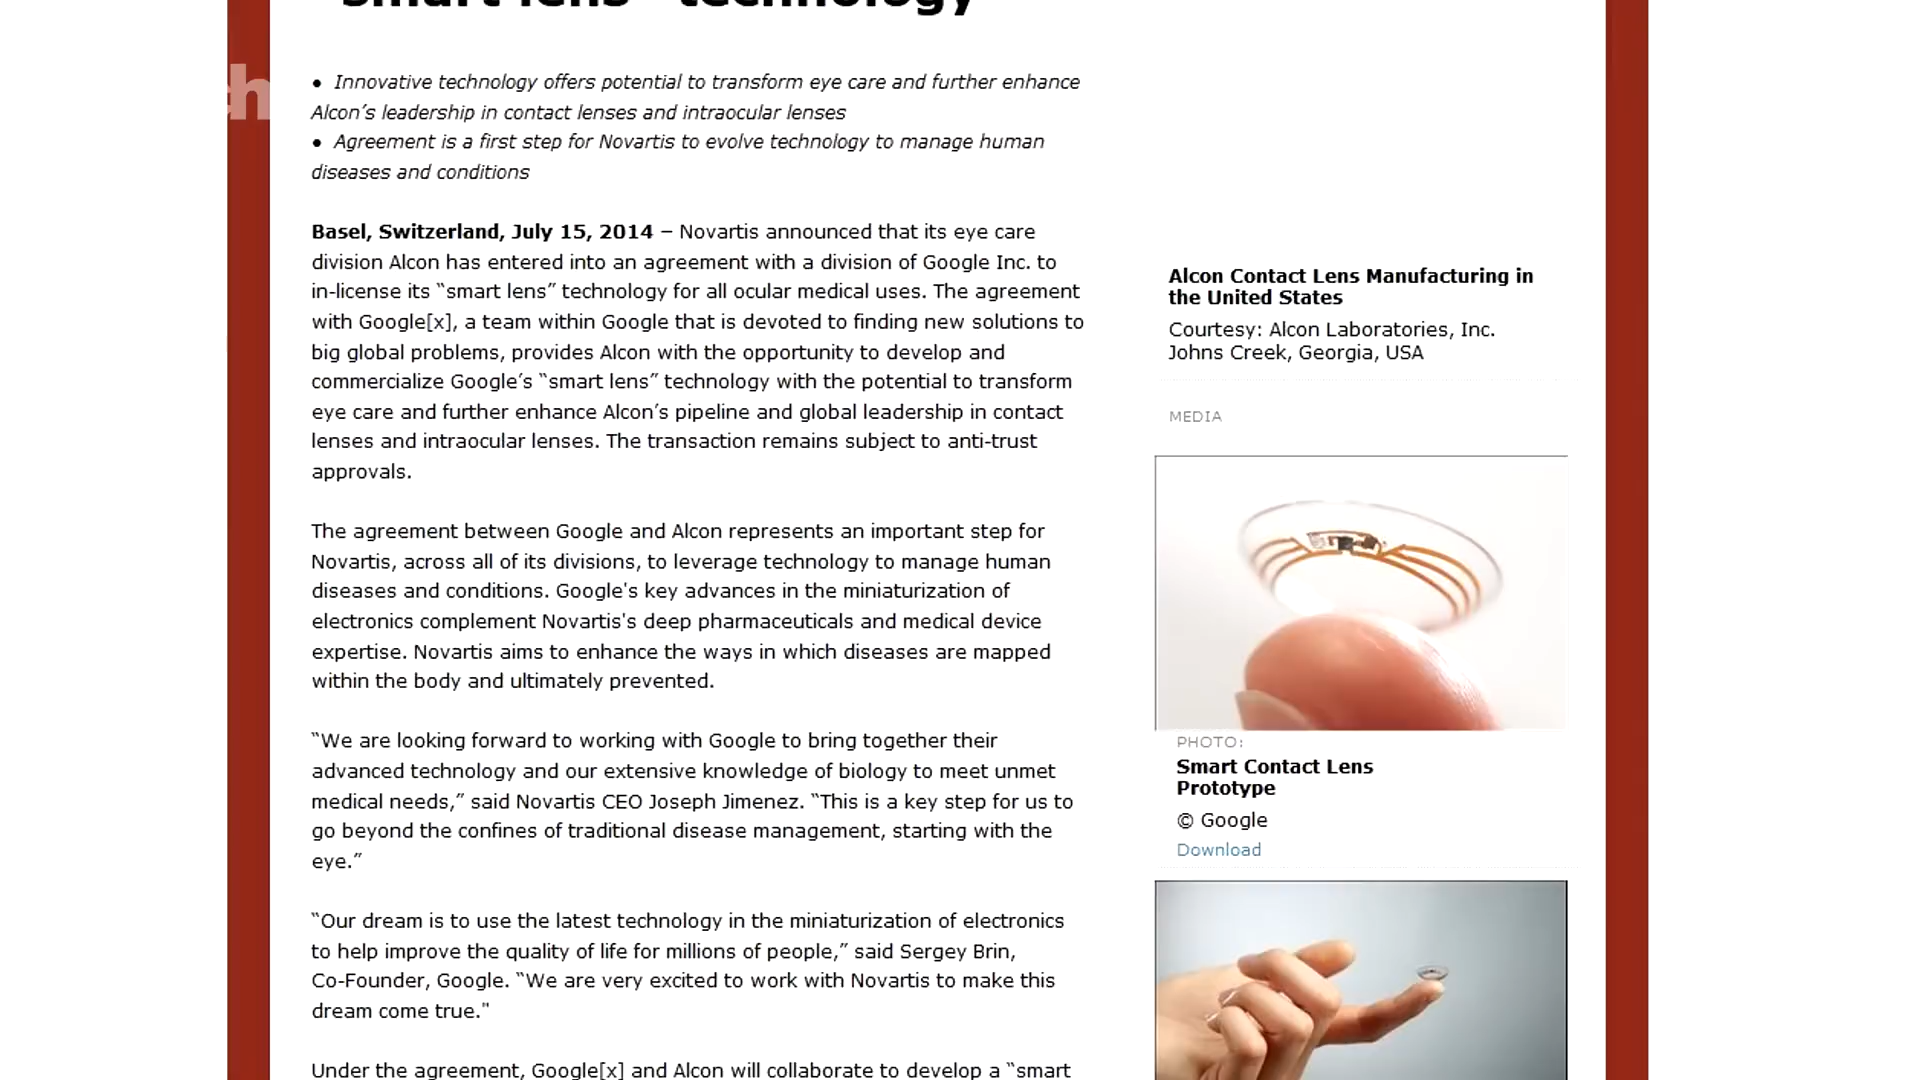 "smart lens" technology
ch
• Innovative technology offers potential to transform eye care and further enhance
Alcon’s leadership in contact lenses and intraocular lenses
• Agreement is a first step for Novartis to evolve technology to manage human
diseases and conditions
Basel, Switzerland, July 15, 2014 – Novartis announced that its eye care
division Alcon has entered into an agreement with a division of Google Inc. to
in-license its “smart lens” technology for all ocular medical uses. The agreement
with Google[x], a team within Google that is devoted to finding new solutions to
big global problems, provides Alcon with the opportunity to develop and
commercialize Google’s “smart lens” technology with the potential to transform
eye care and further enhance Alcon’s pipeline and global leadership in contact
lenses and intraocular lenses. The transaction remains subject to anti-trust
approvals.
The agreement between Google and Alcon represents an important step for
Novartis, across all of its divisions, to leverage technology to manage human
diseases and conditions. Google's key advances in the miniaturization of
electronics complement Novartis's deep pharmaceuticals and medical device
expertise. Novartis aims to enhance the ways in which diseases are mapped
within the body and ultimately prevented.
“We are looking forward to working with Google to bring together their
advanced technology and our extensive knowledge of biology to meet unmet
medical needs,” said Novartis CEO Joseph Jimenez. “This is a key step for us to
go beyond the confines of traditional disease management, starting with the
eye.”
“Our dream is to use the latest technology in the miniaturization of electronics
to help improve the quality of life for millions of people,” said Sergey Brin,
Co-Founder, Google. “We are very excited to work with Novartis to make this
dream come true."
Under the agreement, Google[x] and Alcon will collaborate to develop a “smart
Alcon Contact Lens Manufacturing in
the United States
Courtesy: Alcon Laboratories, Inc.
Johns Creek, Georgia, USA
MEDIA
PHOTO:
Smart Contact Lens
Prototype
© Google
Download